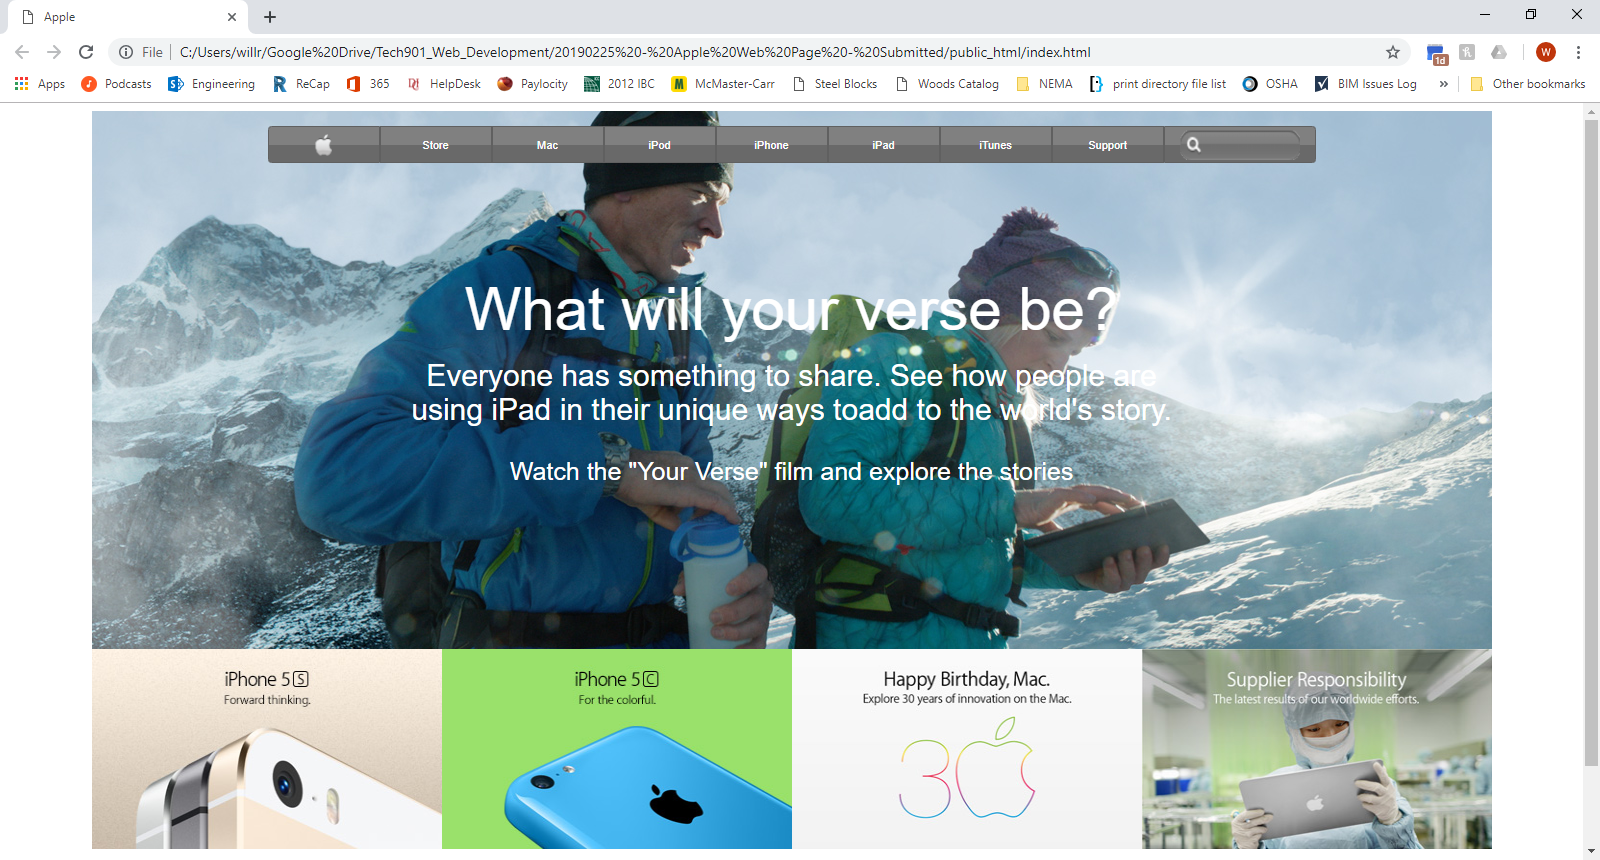 Apple
File
C:/Users/willr/Google%20Drive/Tech901_Web_Development/20190225%20-%20Apple%20Web%20Page%20-%20Submitted/public_html/index.html
1d
W
Apps Podcasts Engineering ReCap 365 HelpDesk Paylocity 2012 IBC McMaster-Carr Steel Blocks Woods Catalog NEMA print directory file list OSHA BIM Issues Log » Other bookmarks
Store Mac iPod iPhone iPad iTunes Support
What will your verse be?
Everyone has something to share. See how people are
using iPad in their unique ways toadd to the world's story.
Watch the "Your Verse" film and explore the stories
iPhone 5S
Forward thinking.
iPhone 5C
For the colorful.
Happy Birthday, Mac.
Explore 30 years of innovation on the Mac.
30
Supplier Responsibility
The latest results of our worldwide efforts.